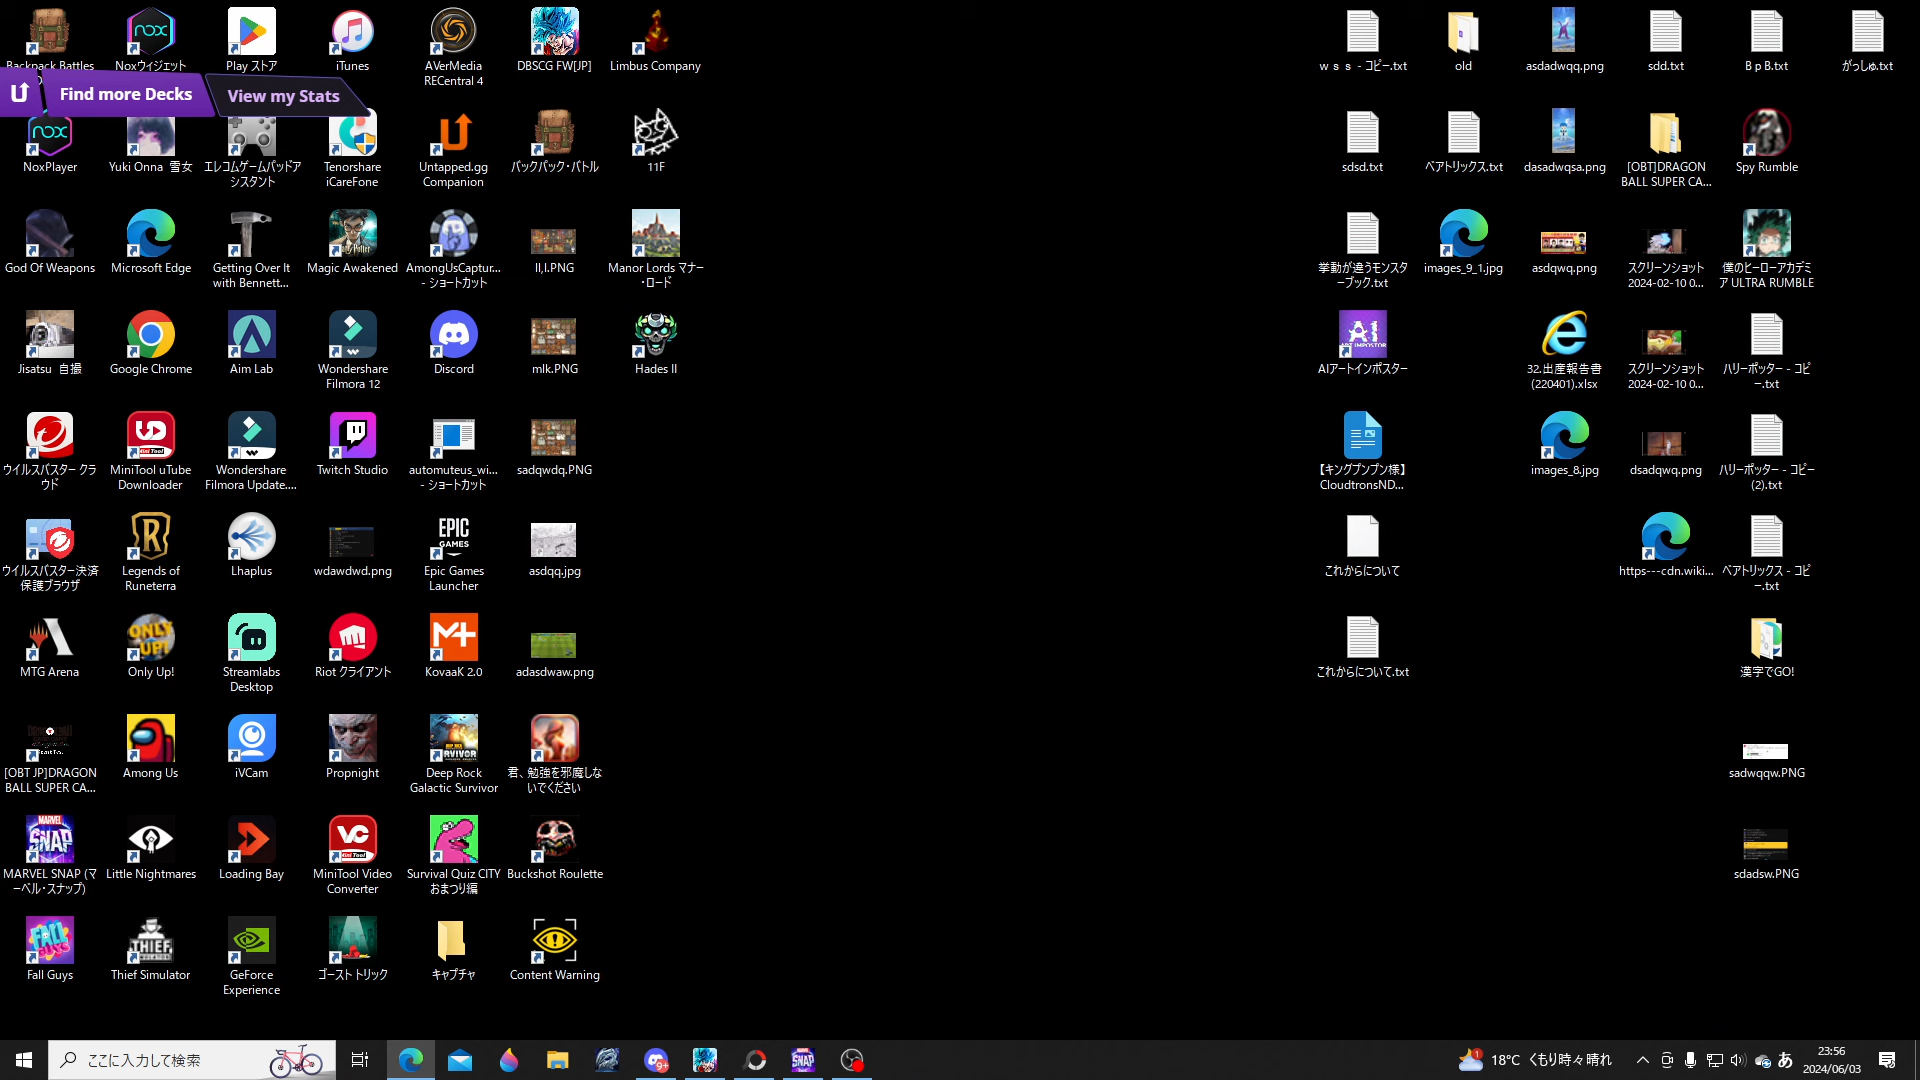 Backpack Battles
Noxウィジェット
Play ストア
iTunes
AVerMedia
RECentral 4
DBSCG FW[JP]
Limbus Company
ｗｓｓ - コピー.txt
old
asdadwqq.png
sdd.txt
BｐB.txt
がっしゅ.txt
Find more Decks
View my Stats
NoxPlayer
Yuki Onna 雪女
エレコムゲームパッドア
シスタント
Tenorshare
iCareFone
Untapped.gg
Companion
バックパック・バトル
11F
sdsd.txt
ベアトリックス.txt
dasadwqsa.png
[OBT]DRAGON
BALL SUPER CA...
Spy Rumble
God Of Weapons
Microsoft Edge
Getting Over It
with Bennett...
Magic Awakened
AmongUsCaptur...
- ショートカット
ll,l.PNG
Manor Lords マナー
・ロード
挙動が違うモンスタ
ーブック.txt
images_9_1.jpg
asdqwq.png
スクリーンショット
2024-02-10 0...
僕のヒーローアカデミ
ア ULTRA RUMBLE
Jisatsu 自撮
Google Chrome
Aim Lab
Wondershare
Filmora 12
Discord
mlk.PNG
Hades II
AIアートインポスター
32.出産報告書
(220401).xlsx
スクリーンショット
2024-02-10 0...
ハリーポッター - コピ
ー.txt
ウイルスバスター クラ
ウド
MiniTool uTube
Downloader
Wondershare
Filmora Update....
Twitch Studio
automuteus_wi...
- ショートカット
sadqwdq.PNG
【キングブンブン様】
CloudtronsND...
images_8.jpg
dsadqwq.png
ハリーポッター - コピー
(2).txt
ウイルスバスター決済
保護ブラウザ
Legends of
Runeterra
Lhaplus
wdawdwd.png
EPIC
GAMES
Epic Games
Launcher
asdqq.jpg
これからについて
https---cdn.wiki...
ベアトリックス - コピ
ー.txt
MTG Arena
Only Up!
Streamlabs
Desktop
Riot クライアント
KovaaK 2.0
adasdwaw.png
これからについて.txt
漢字でGO!
[OBT JP]DRAGON
BALL SUPER CA...
Among Us
iVCam
Propnight
Deep Rock
Galactic Survivor
君、勉強を邪魔しな
いでください
sadwqqw.PNG
MARVEL SNAP (マ
ーベル・スナップ)
Little Nightmares
Loading Bay
MiniTool Video
Converter
Survival Quiz CITY
おまつり編
Buckshot Roulette
sdadsw.PNG
Fall Guys
Thief Simulator
GeForce
Experience
ゴースト トリック
キャプチャ
Content Warning
ここに入力して検索
18°C くもり時々晴れ
あ
23:56
2024/06/03